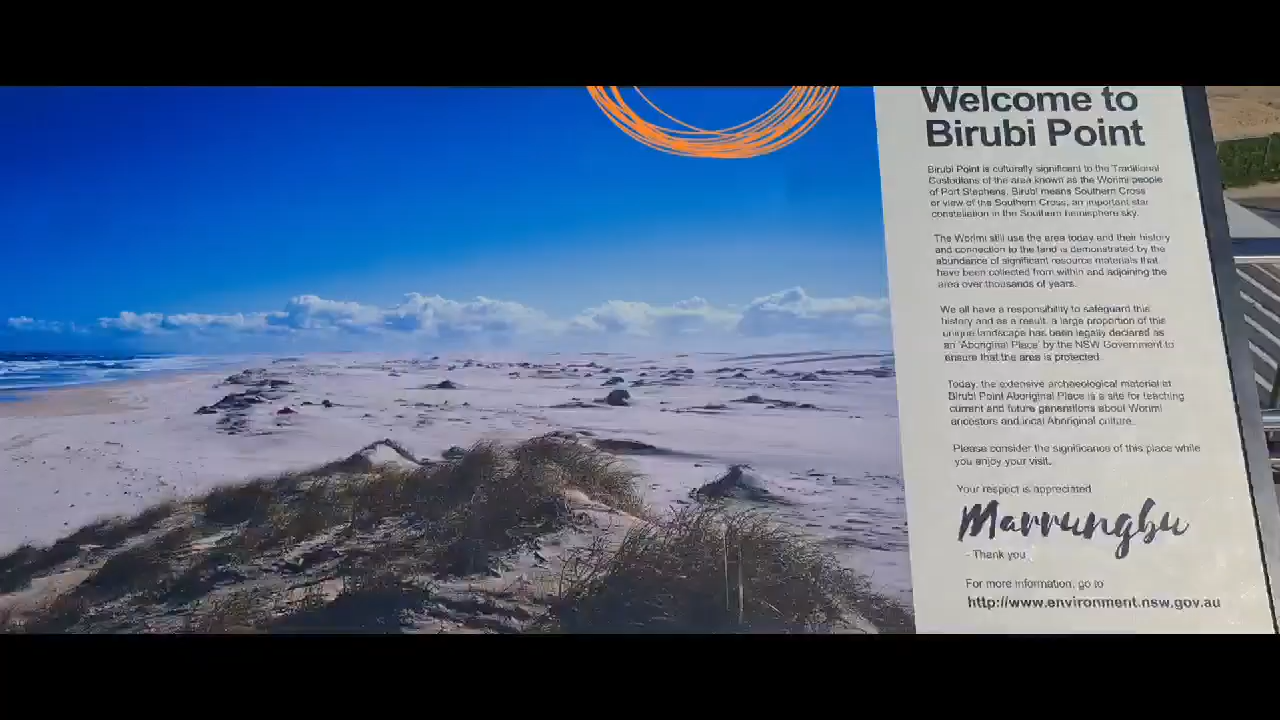 Welcome to
Birubi Point
Birubi Point is culturally significant to the Traditional
Custodians of the area known as the Worimi people
of Port Stephens. Birubi means Southern Cross
or view of the Southern Cross, an important star
constellation in the Southern hemisphere sky.
The Worimi still use the area today and their history
and connection to the land is demonstrated by the
abundance of significant resource materials that
have been collected from within and adjoining the
area over thousands of years.
We all have a responsibility to safeguard this
history and as a result, a large proportion of this
unique landscape has been legally declared as
an 'Aboriginal Place' by the NSW Government to
ensure that the area is protected.
Today, the extensive archaeological material at
Birubi Point Aboriginal Place is a site for teaching
current and future generations about Worimi
ancestors and local Aboriginal culture.
Please consider the significance of this place while
you enjoy your visit.
Your respect is appreciated
Marrungbu
- Thank you
For more information, go to
http://www.environment.nsw.gov.au